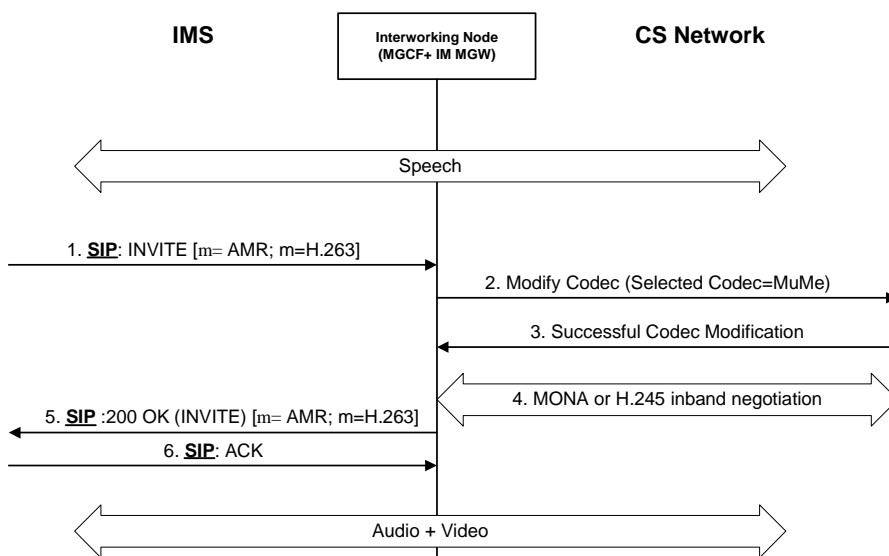 IMS
Interworking Node
(MGCF+ IM MGW)
CS Network
Speech
1. SIP: INVITE [m= AMR; m=H.263]
2. Modify Codec (Selected Codec=MuMe)
3. Successful Codec Modification
4. MONA or H.245 inband negotiation
5. SIP :200 OK (INVITE) [m= AMR; m=H.263]
6. SIP: ACK
Audio + Video